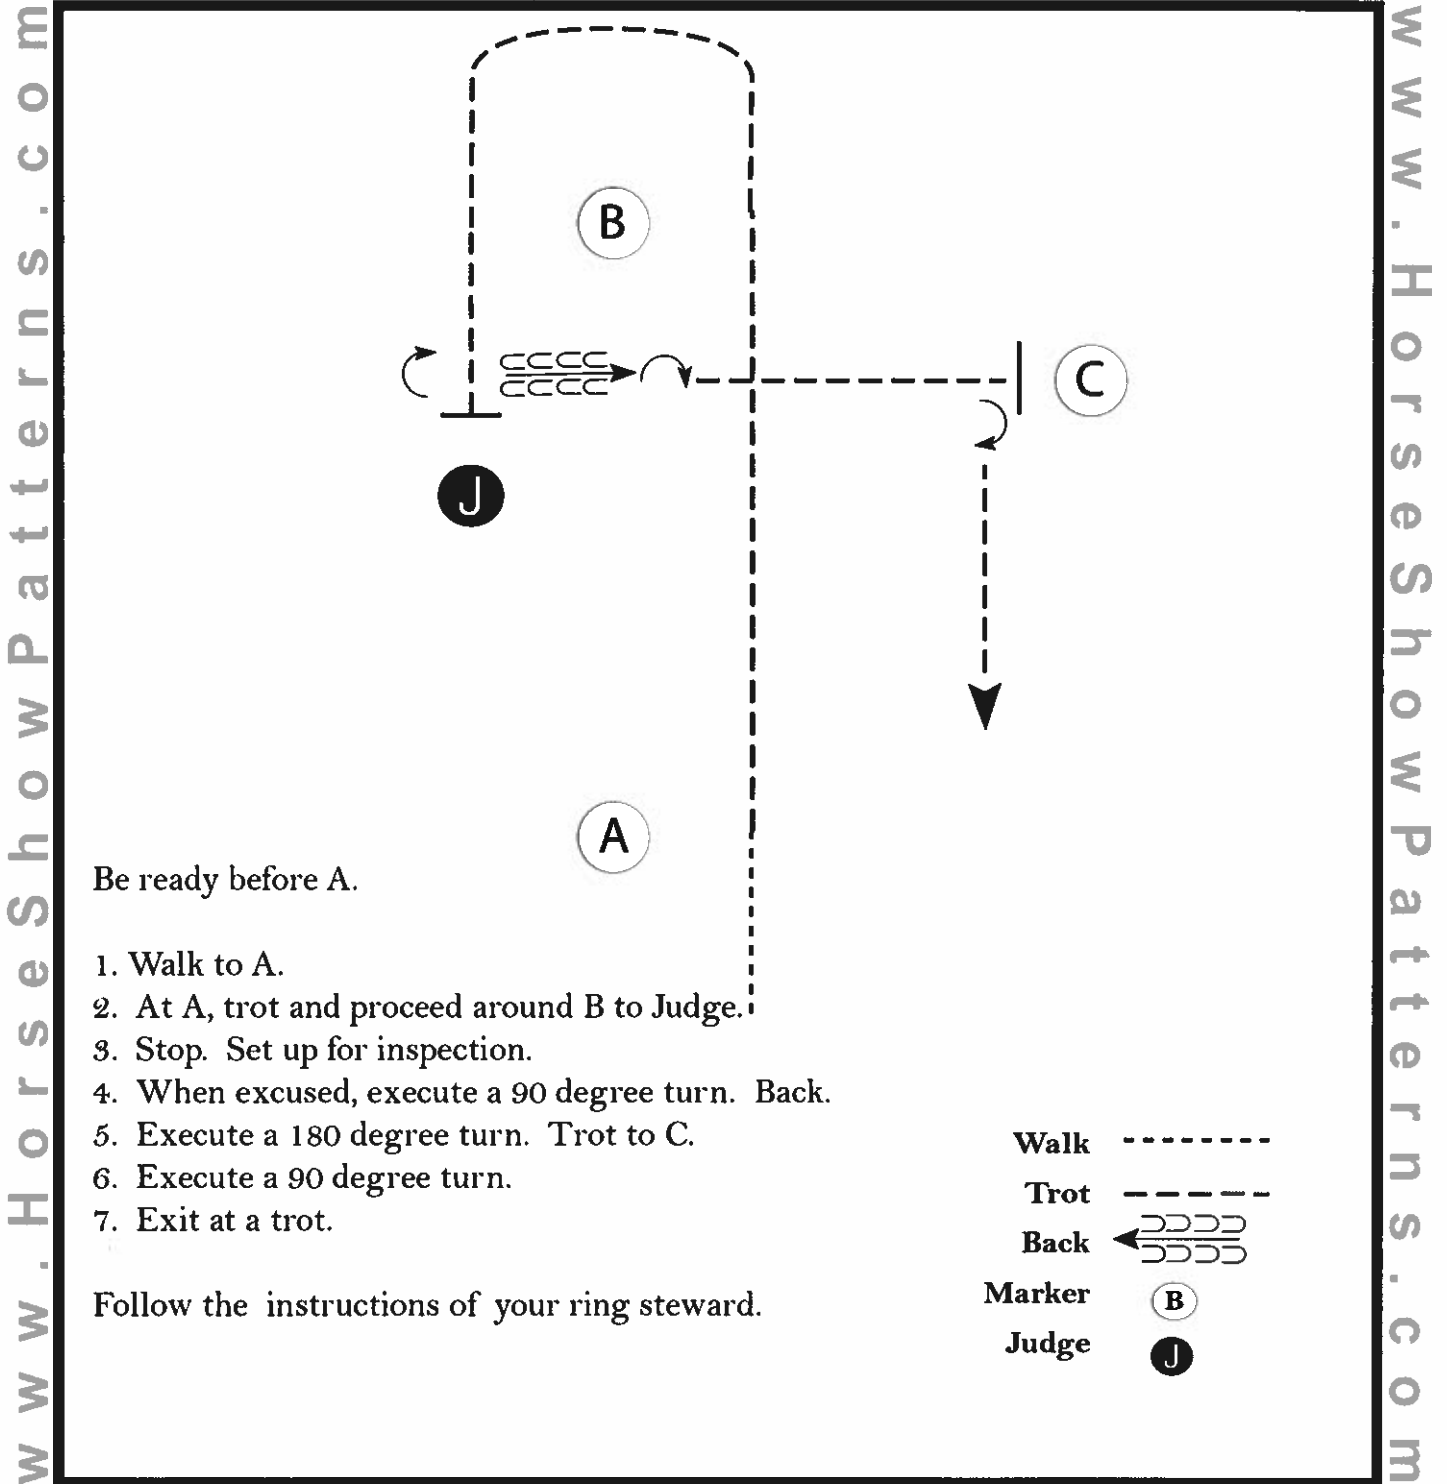 www.HorseShowPatterns.com
www.HorseShowPatterns.com
B
C
J
A
Be ready before A.
1. Walk to A.
2. At A, trot and proceed around B to Judge.
3. Stop. Set up for inspection.
4. When excused, execute a 90 degree turn. Back.
5. Execute a 180 degree turn. Trot to C.
6. Execute a 90 degree turn.
7. Exit at a trot.
Follow the instructions of your ring steward.
Walk
Trot
Back
Marker B
Judge J